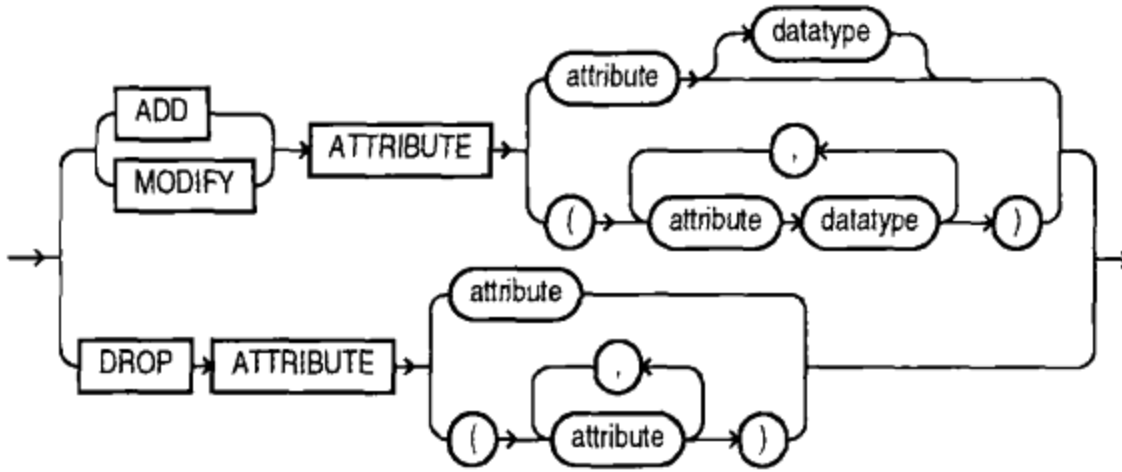 datatype
attribute
ADD
ATTRIBUTE
MODIFY
,
( attribute datatype )
attribute
DROP ATTRIBUTE
,
( attribute )